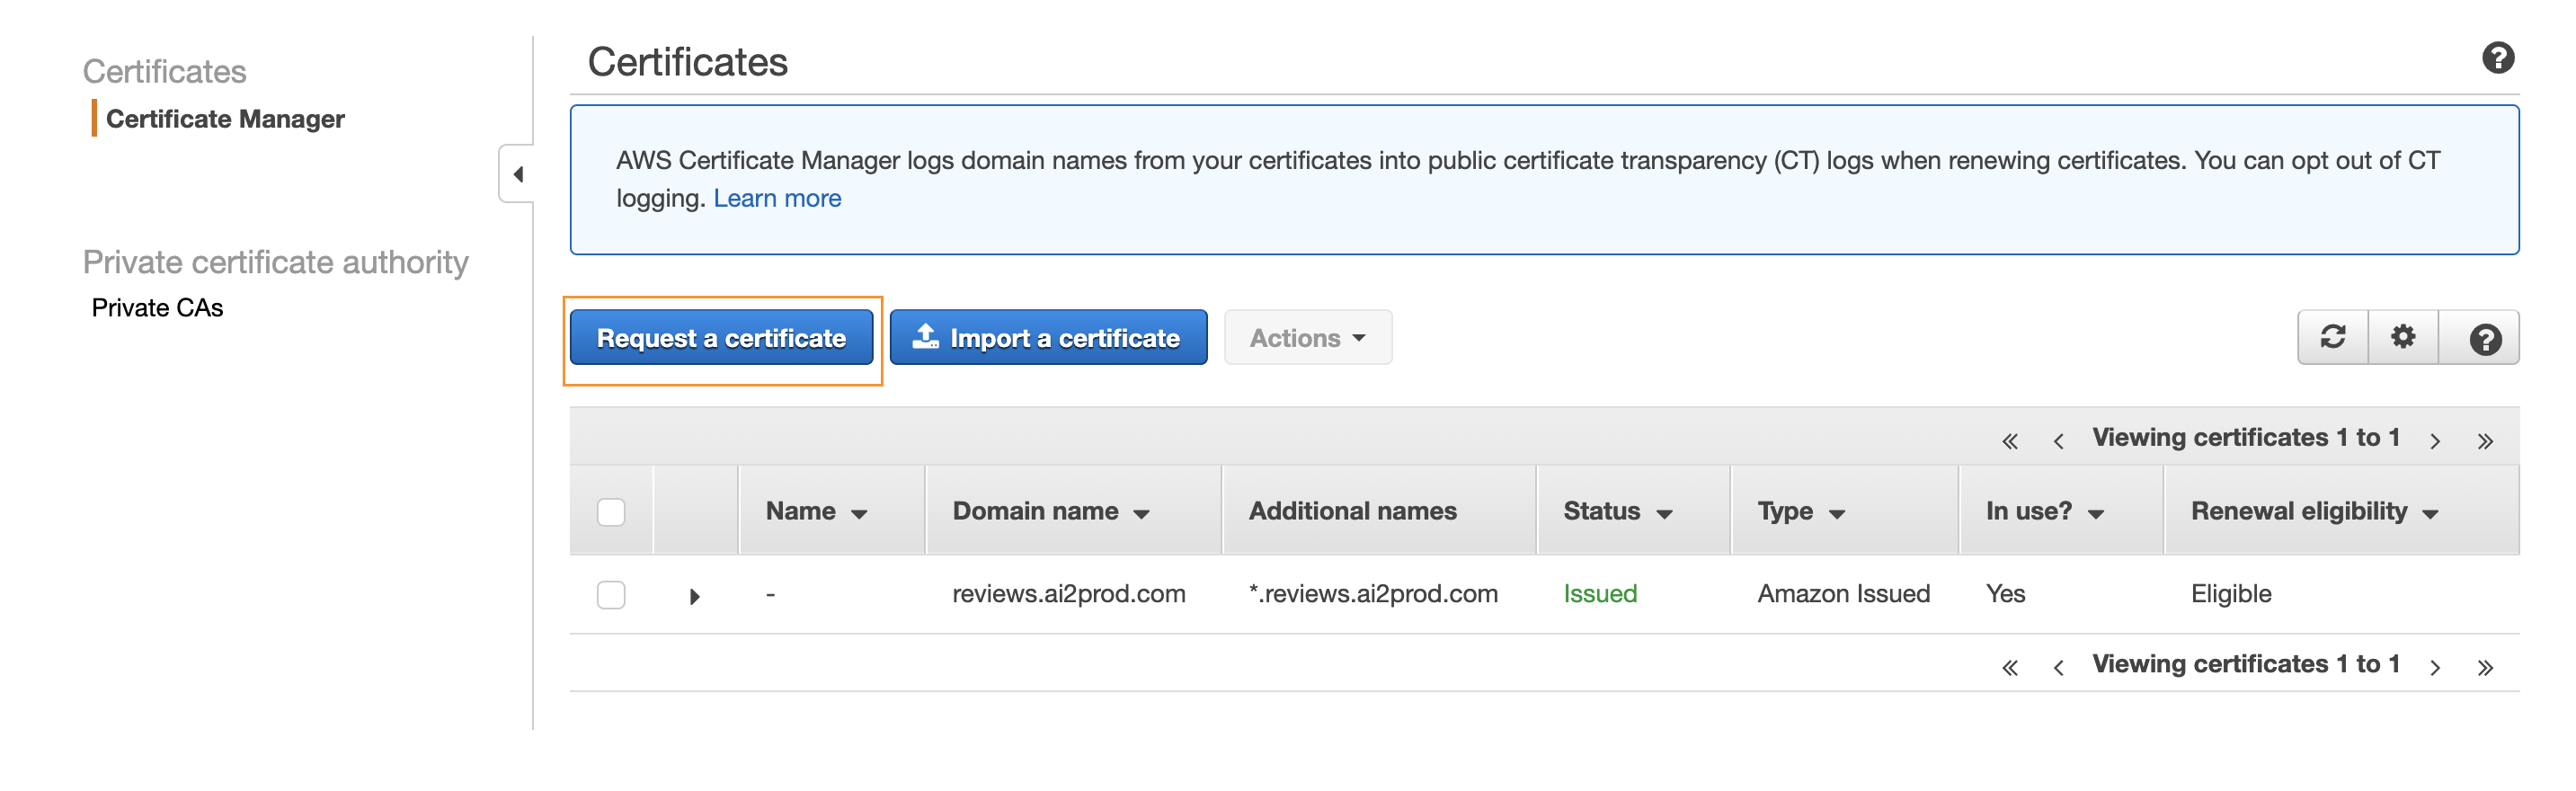 Certificates
Certificate Manager
Private certificate authority
Private CAs
Certificates
AWS Certificate Manager logs domain names from your certificates into public certificate transparency (CT) logs when renewing certificates. You can opt out of CT
logging. Learn more
Request a certificate Import a certificate Actions
Viewing certificates 1 to 1
Name Domain name Additional names Status Type In use? Renewal eligibility
- reviews.ai2prod.com *.reviews.ai2prod.com Issued Amazon Issued Yes Eligible
Viewing certificates 1 to 1